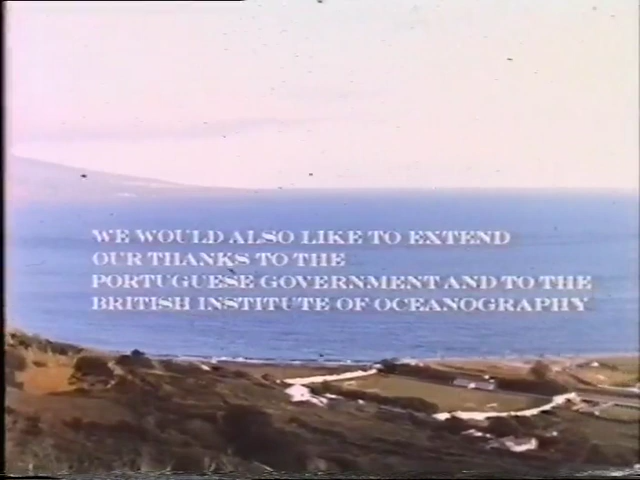 WE WOULD ALSO LIKE TO EXTEND
OUR THANKS TO THE
PORTUGUESE GOVERNMENT AND TO THE
BRITISH INSTITUTE OF OCEANOGRAPHY